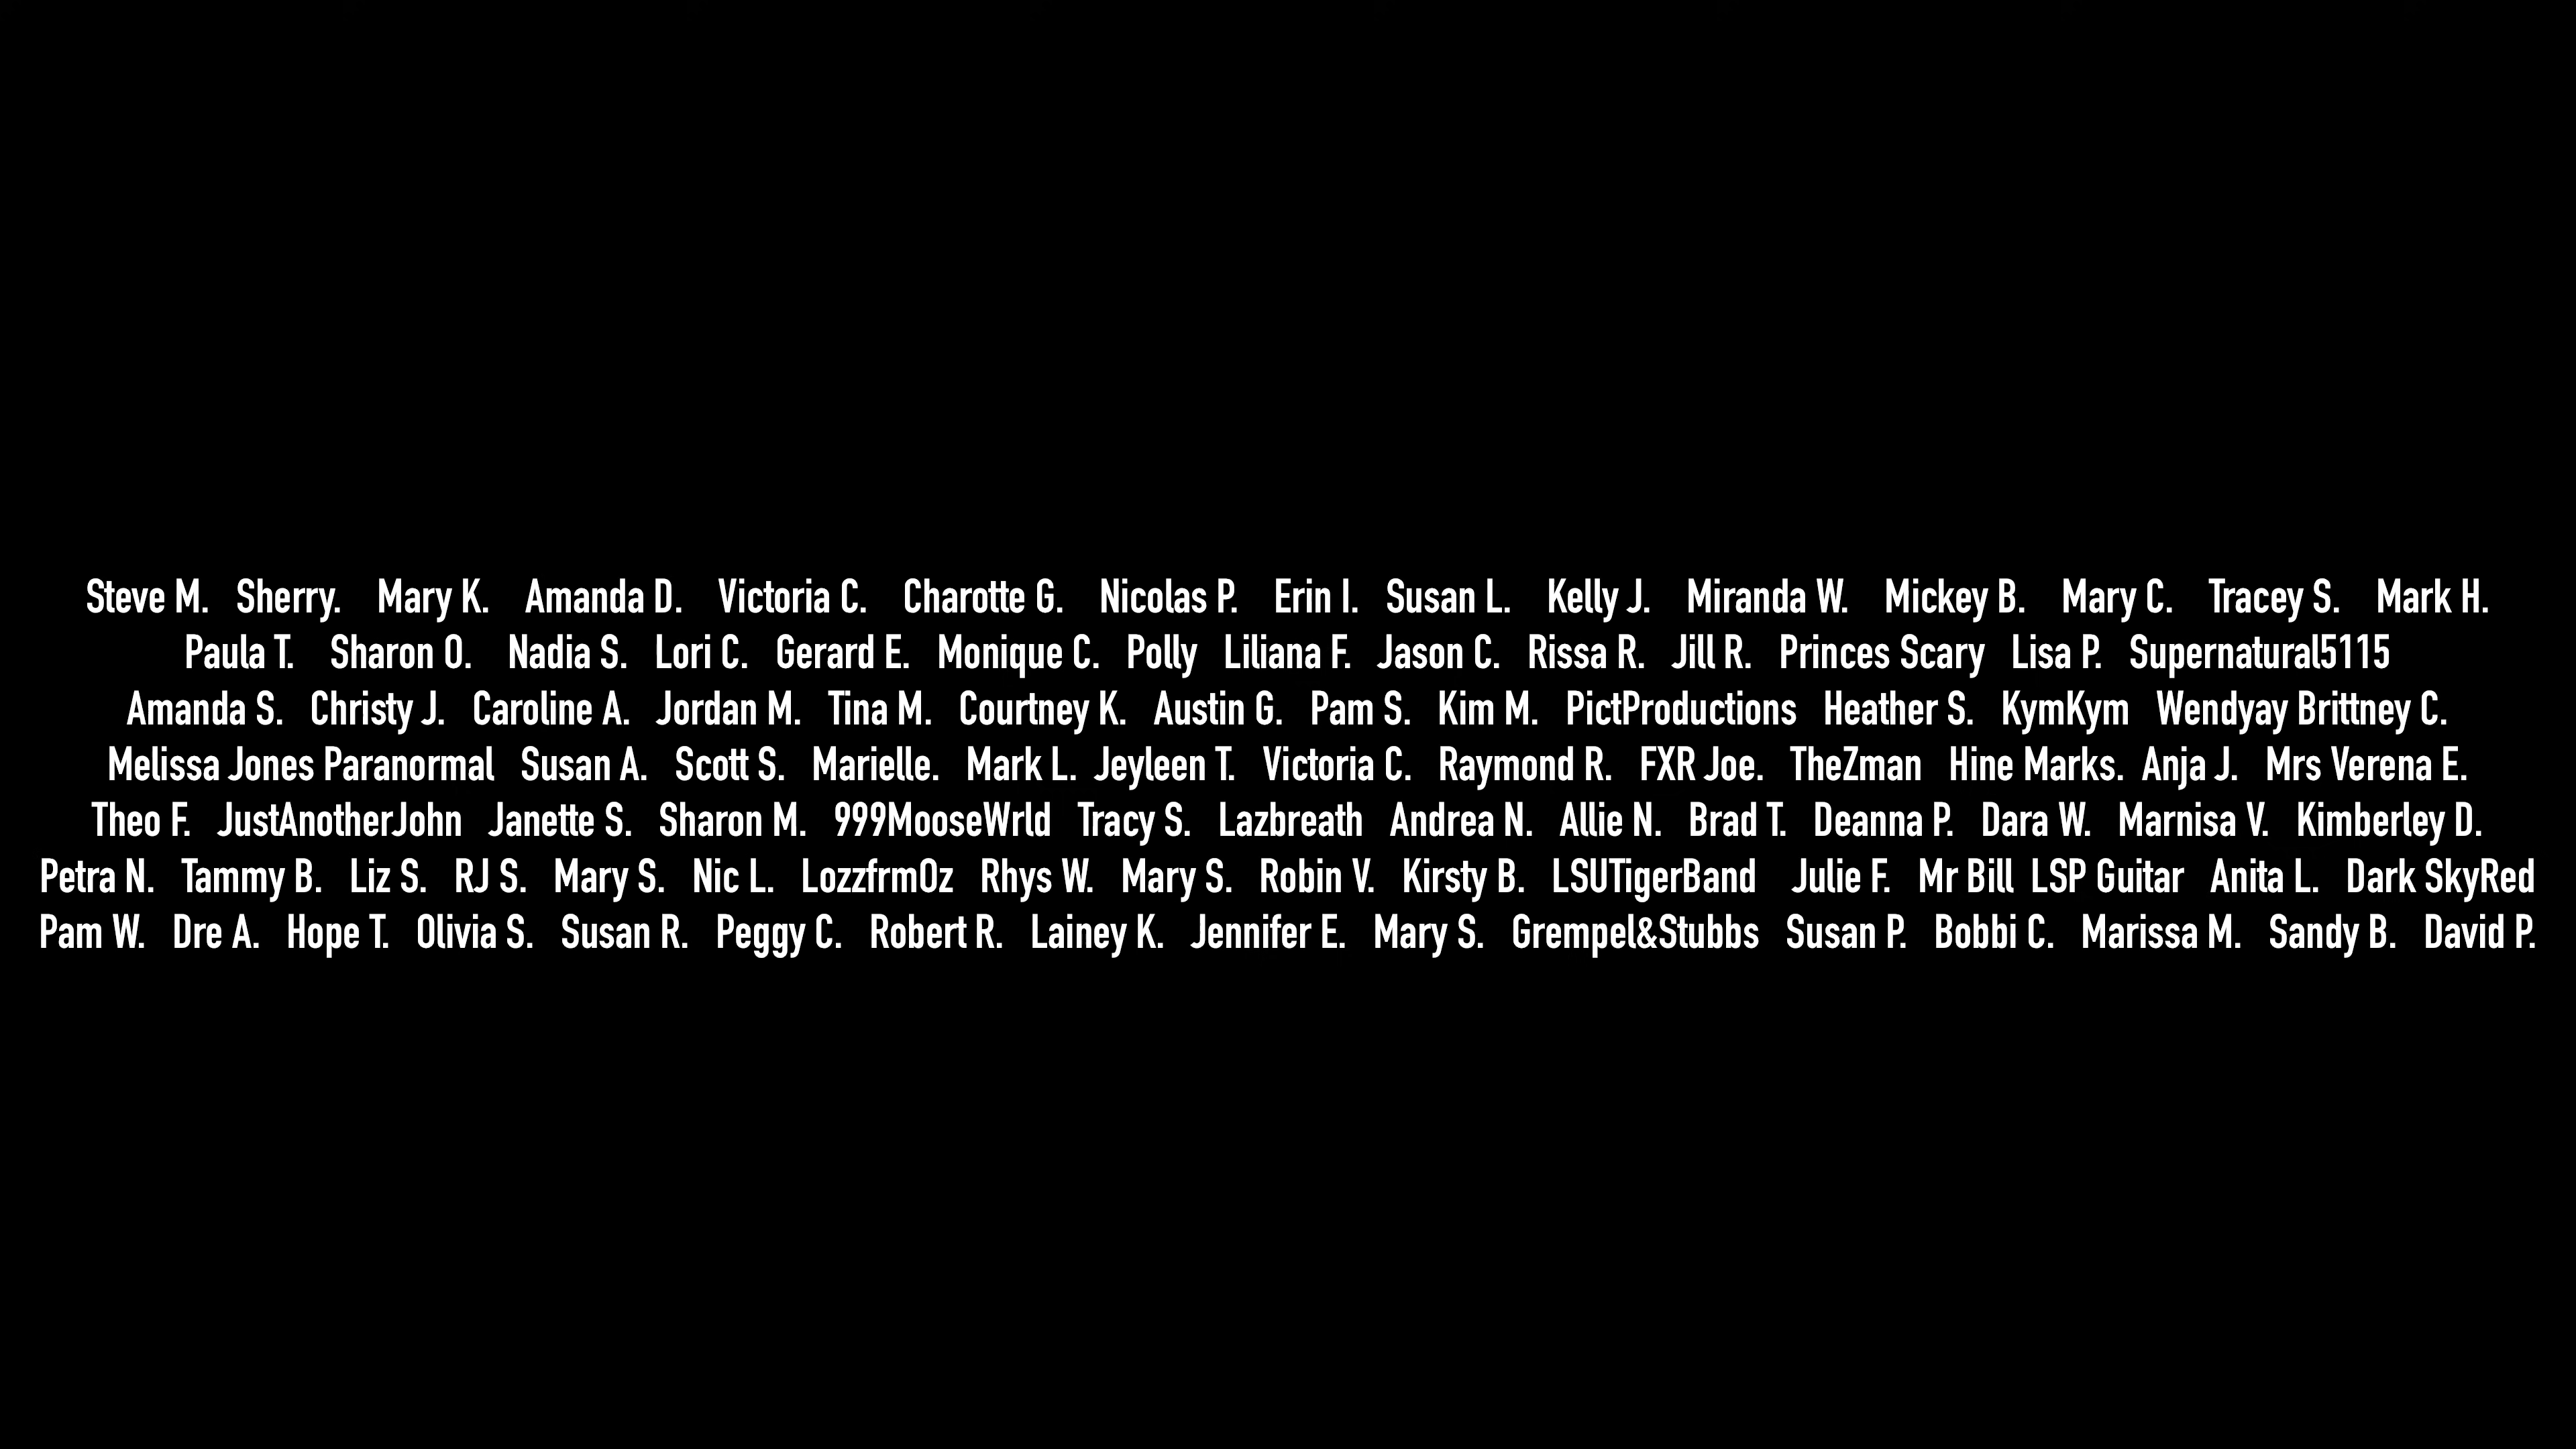 Steve M. Sherry. Mary K. Amanda D. Victoria C. Charotte G. Nicolas P. Erin I. Susan L. Kelly J. Miranda W. Mickey B. Mary C. Tracey S. Mark H.
Paula T. Sharon O. Nadia S. Lori C. Gerard E. Monique C. Polly Liliana F. Jason C. Rissa R. Jill R. Princes Scary Lisa P. Supernatural5115
Amanda S. Christy J. Caroline A. Jordan M. Tina M. Courtney K. Austin G. Pam S. Kim M. PictProductions Heather S. KymKym Wendyay Brittney C.
Melissa Jones Paranormal Susan A. Scott S. Marielle. Mark L. Jeyleen T. Victoria C. Raymond R. FXR Joe. TheZman Hine Marks. Anja J. Mrs Verena E.
Theo F. JustAnotherJohn Janette S. Sharon M. 999MooseWrld Tracy S. Lazbreath Andrea N. Allie N. Brad T. Deanna P. Dara W. Marnisa V. Kimberley D.
Petra N. Tammy B. Liz S. RJ S. Mary S. Nic L. LozzfrmOz Rhys W. Mary S. Robin V. Kirsty B. LSUTigerBand Julie F. Mr Bill LSP Guitar Anita L. Dark SkyRed
Pam W. Dre A. Hope T. Olivia S. Susan R. Peggy C. Robert R. Lainey K. Jennifer E. Mary S. Grempel&Stubbs Susan P. Bobbi C. Marissa M. Sandy B. David P.